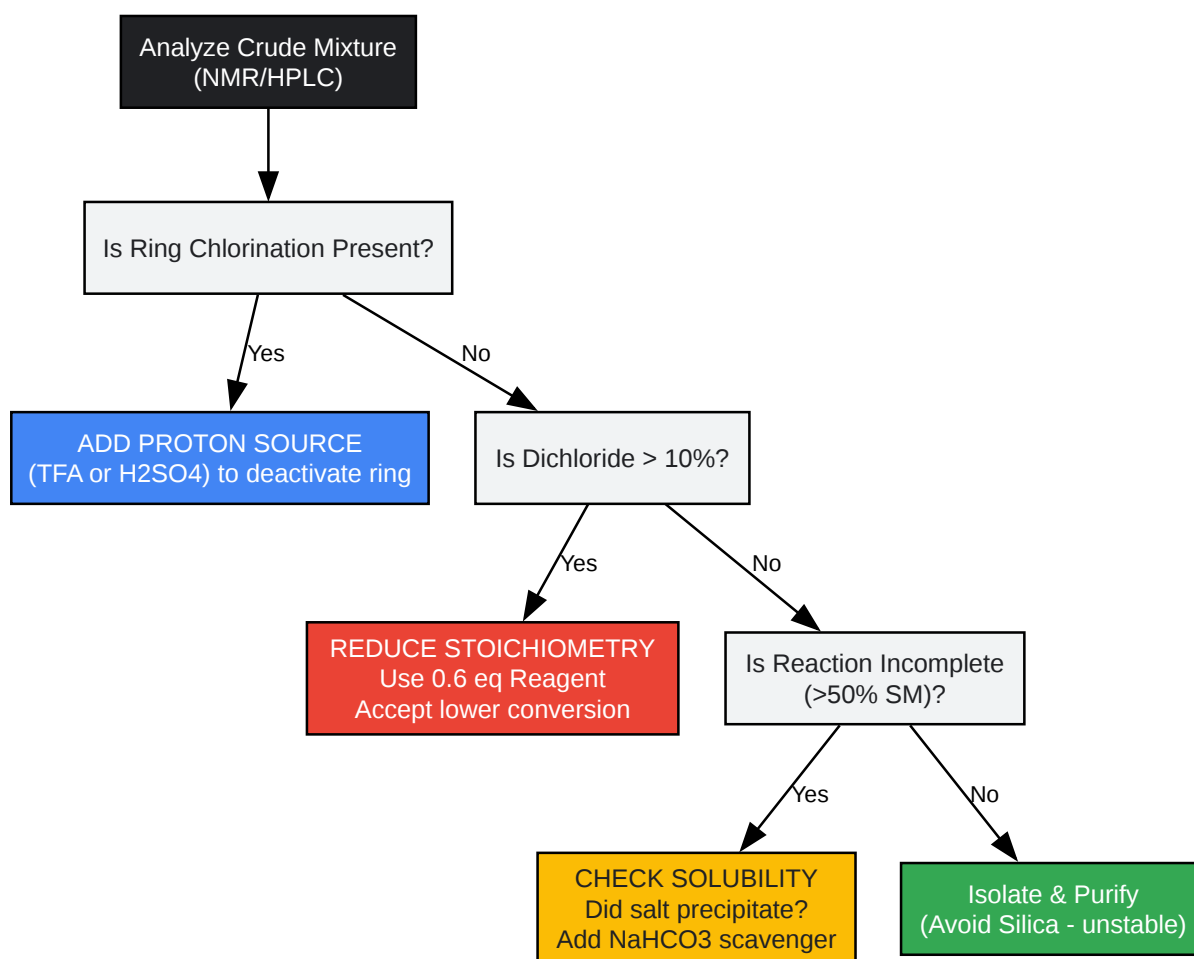 Analyze Crude Mixture
(NMR/HPLC)
Is Ring Chlorination Present?
Yes
No
ADD PROTON SOURCE
(TFA or H2SO4) to deactivate ring
Is Dichloride > 10%?
Yes
No
REDUCE STOICHIOMETRY
Use 0.6 eq Reagent
Accept lower conversion
Is Reaction Incomplete
(>50% SM)?
Yes
No
CHECK SOLUBILITY
Did salt precipitate?
Add NaHCO3 scavenger
Isolate & Purify
(Avoid Silica - unstable)